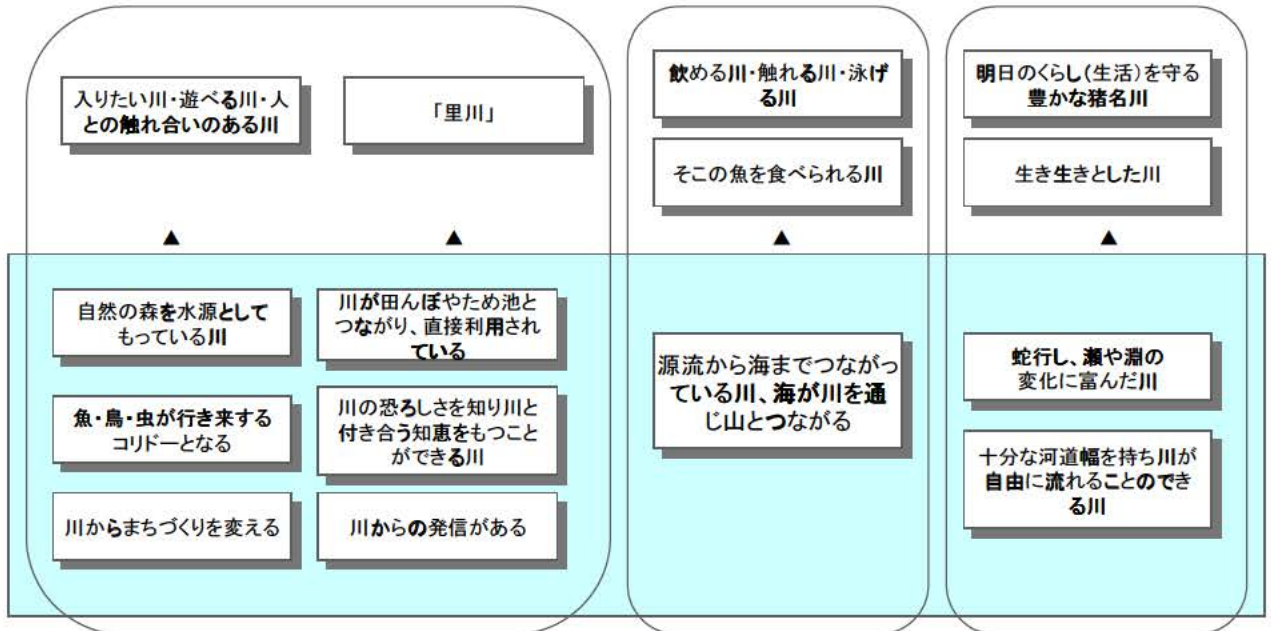 入りたい川・遊べる川・人
との触れ合いのある川
「里川」
▲
▲
自然の森を水源として
もっている川
川が田んぼやため池と
つながり、直接利用され
ている
魚・鳥・虫が行き来する
コリドーとなる
川の恐ろしさを知り川と
付き合う知恵をもつこと
ができる川
川からまちづくりを変える
川からの発信がある
飲める川・触れる川・泳げ
る川
そこの魚を食べられる川
▲
源流から海までつながっ
ている川、海が川を通
じ山とつながる
明日のくらし(生活)を守る
豊かな猪名川
生き生きとした川
▲
蛇行し、瀬や淵の
変化に富んだ川
十分な河道幅を持ち川が
自由に流れることのでき
る川